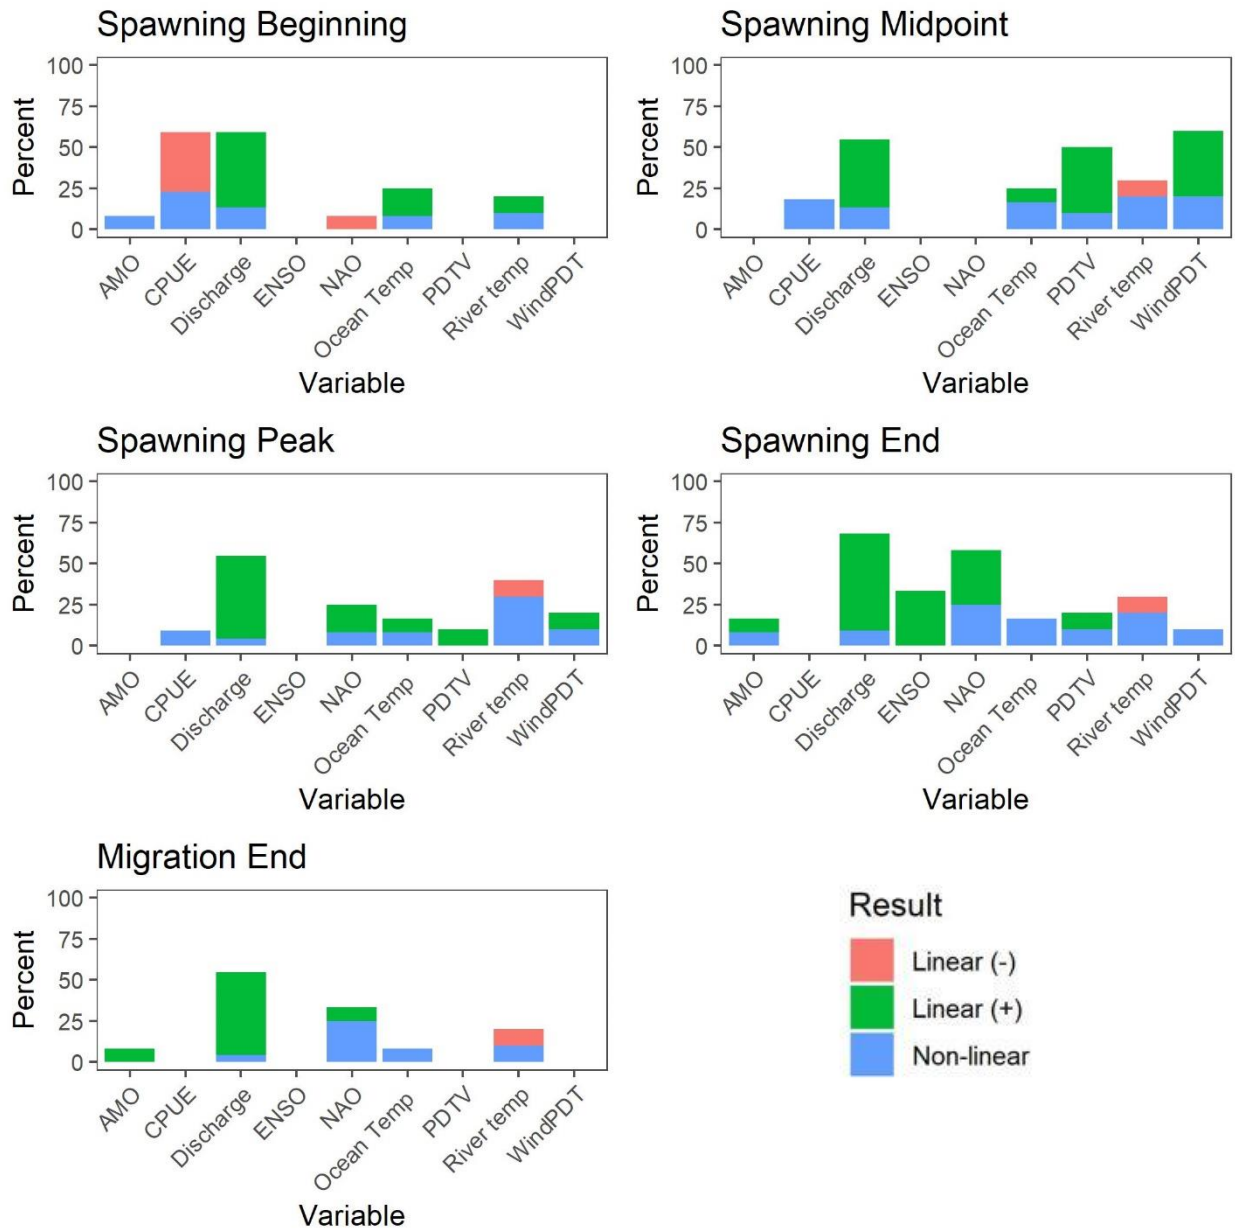 Spawning Beginning
Percent
100
75
50
25
0
AMO
CPUE
Discharge
ENSO
NAO
Ocean Temp
PDTV
River temp
WindPDT
Variable
Spawning Midpoint
Percent
100
75
50
25
0
AMO
CPUE
Discharge
ENSO
NAO
Ocean Temp
PDTV
River temp
WindPDT
Variable
Spawning Peak
Percent
100
75
50
25
0
AMO
CPUE
Discharge
ENSO
NAO
Ocean Temp
PDTV
River temp
WindPDT
Variable
Spawning End
Percent
100
75
50
25
0
AMO
CPUE
Discharge
ENSO
NAO
Ocean Temp
PDTV
River temp
WindPDT
Variable
Migration End
Percent
100
75
50
25
0
AMO
CPUE
Discharge
ENSO
NAO
Ocean Temp
PDTV
River temp
WindPDT
Variable
Result
Linear (-)
Linear (+)
Non-linear